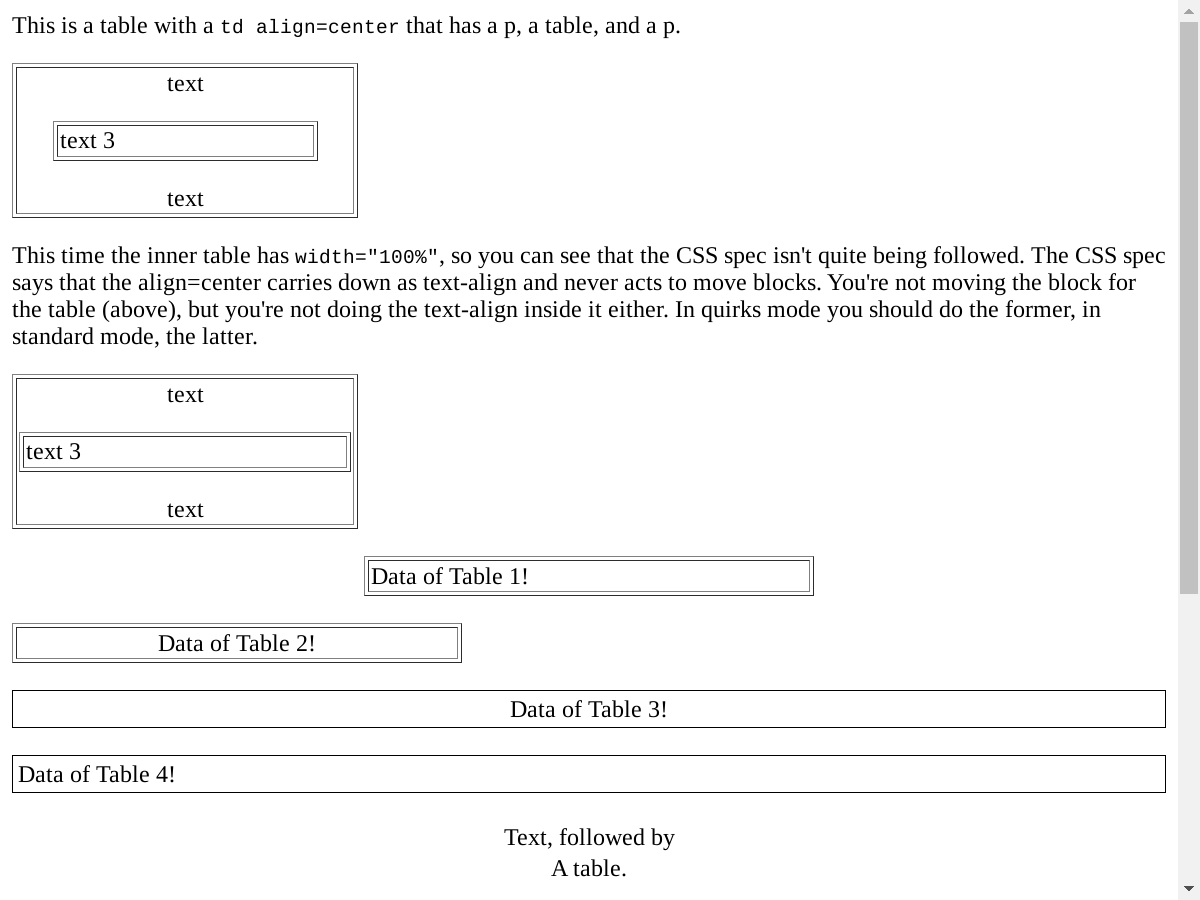 This is a table with a td align=center that has a p, a table, and a p.
text
text 3
text
This time the inner table has width="100%", so you can see that the CSS spec isn't quite being followed. The CSS spec
says that the align=center carries down as text-align and never acts to move blocks. You're not moving the block for
the table (above), but you're not doing the text-align inside it either. In quirks mode you should do the former, in
standard mode, the latter.
text
text 3
text
Data of Table 1!
Data of Table 2!
Data of Table 3!
Data of Table 4!
Text, followed by
A table.